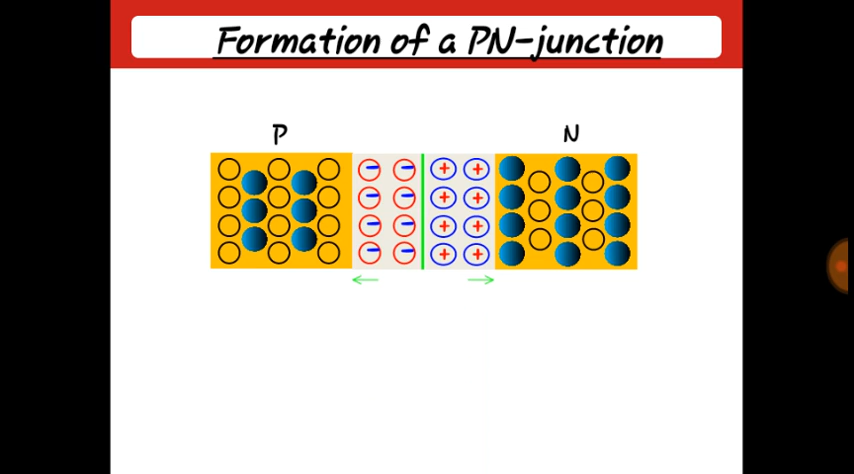 Formation of a PN-junction
P N
- - + +
- - + +
- - + +
- - + +